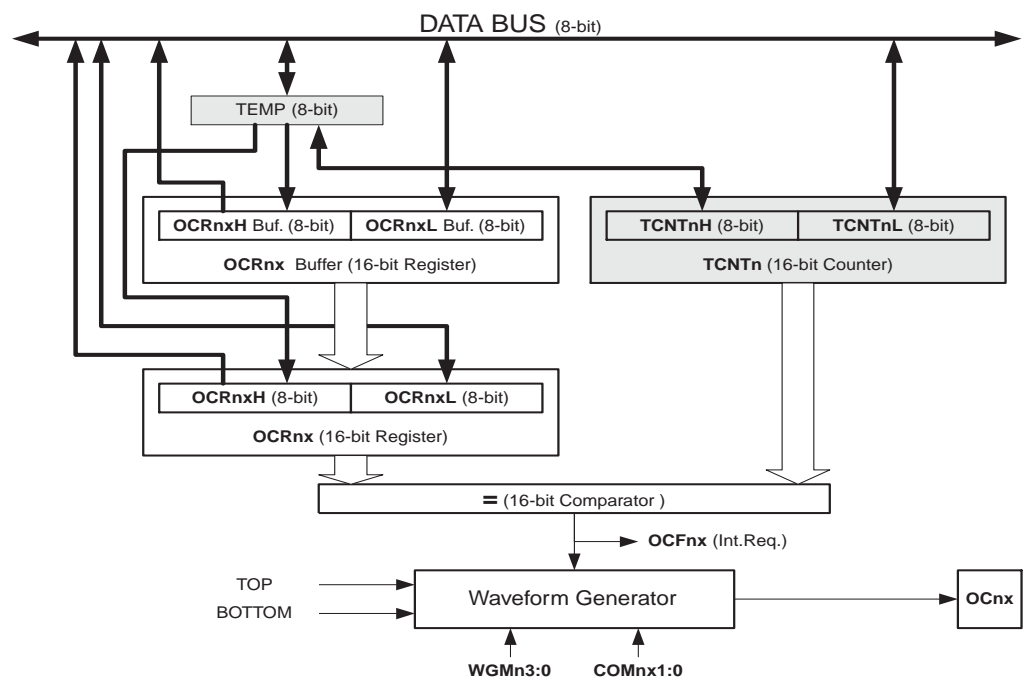 DATA BUS (8-bit)
TEMP (8-bit)
OCRnxH Buf. (8-bit)
OCRnxL Buf. (8-bit)
OCRnx Buffer (16-bit Register)
TCNTnH (8-bit)
TCNTnL (8-bit)
TCNTn (16-bit Counter)
OCRnxH (8-bit)
OCRnxL (8-bit)
OCRnx (16-bit Register)
= (16-bit Comparator )
OCFnx (Int.Req.)
TOP
BOTTOM
Waveform Generator
OCnx
WGMn3:0
COMnx1:0